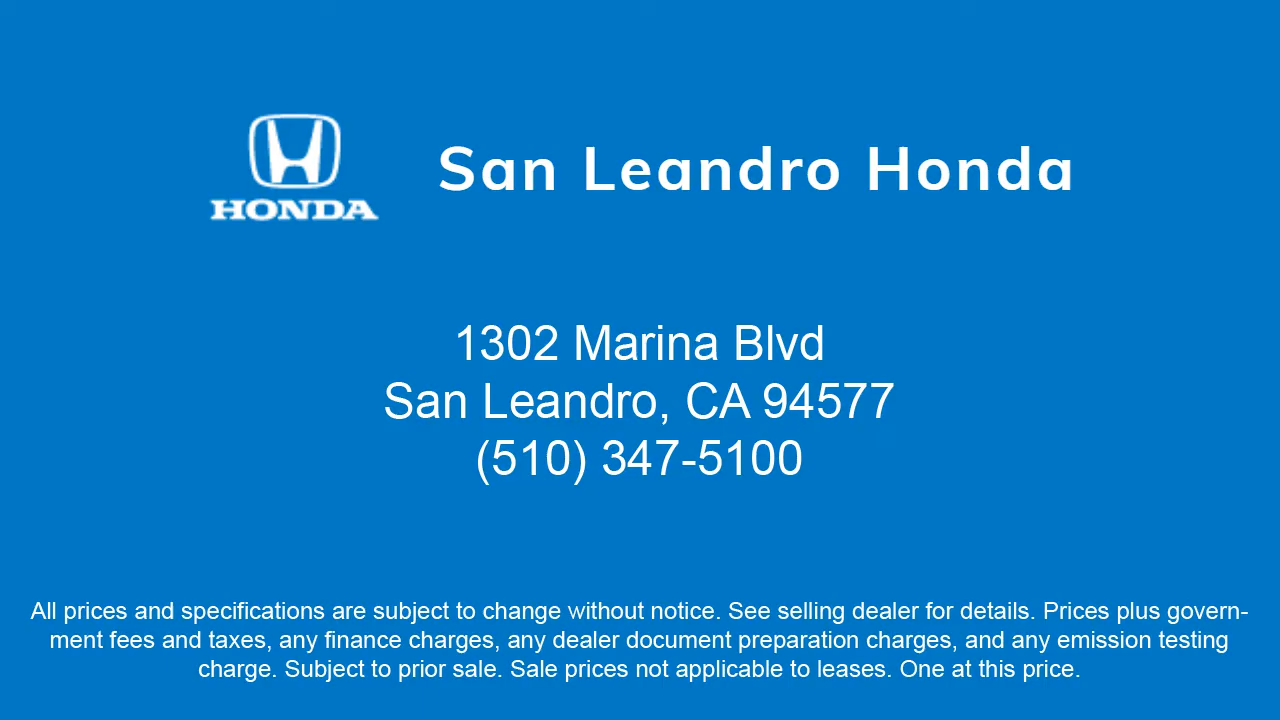 HONDA
San Leandro Honda
1302 Marina Blvd
San Leandro, CA 94577
(510) 347-5100
All prices and specifications are subject to change without notice. See selling dealer for details. Prices plus govern-
ment fees and taxes, any finance charges, any dealer document preparation charges, and any emission testing
charge. Subject to prior sale. Sale prices not applicable to leases. One at this price.